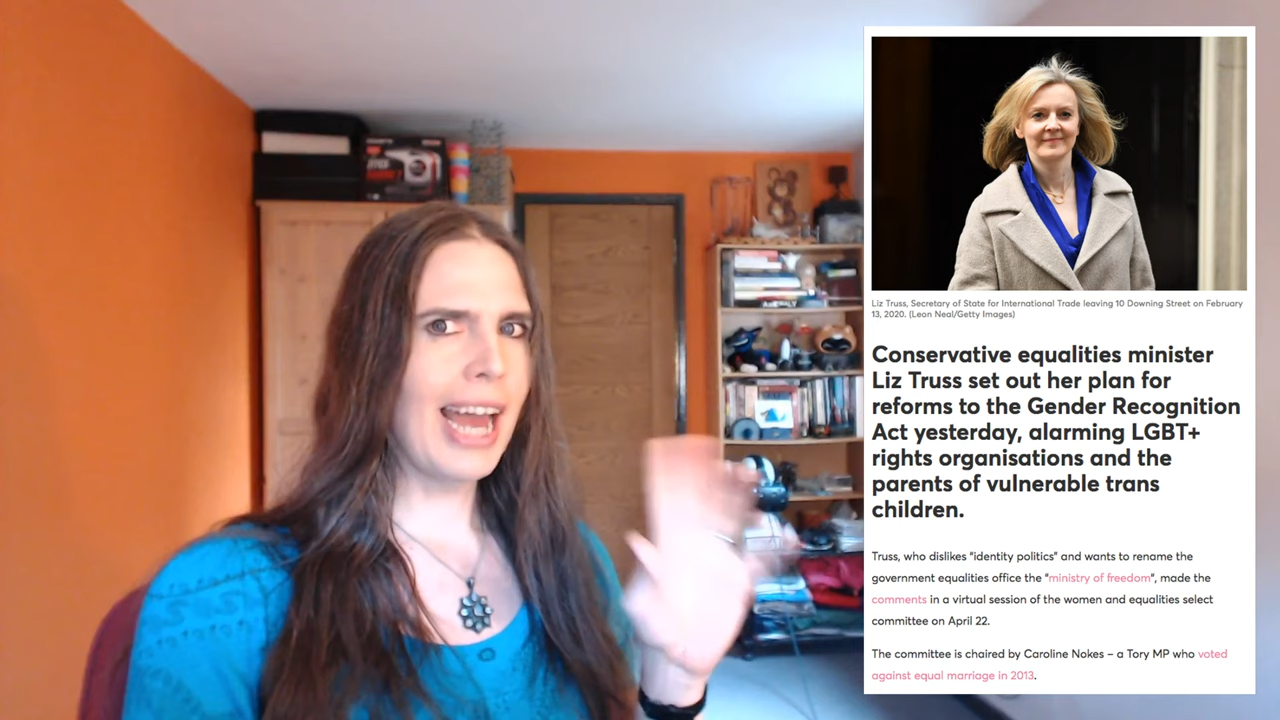 Liz Truss, Secretary of State for International Trade leaving 10 Downing Street on February
13, 2020. (Leon Neal/Getty Images)
Conservative equalities minister
Liz Truss set out her plan for
reforms to the Gender Recognition
Act yesterday, alarming LGBT+
rights organisations and the
parents of vulnerable trans
children.
Truss, who dislikes “identity politics” and wants to rename the
government equalities office the “ministry of freedom“, made the
comments in a virtual session of the women and equalities select
committee on April 22.
The committee is chaired by Caroline Nokes – a Tory MP who voted
against equal marriage in 2013.